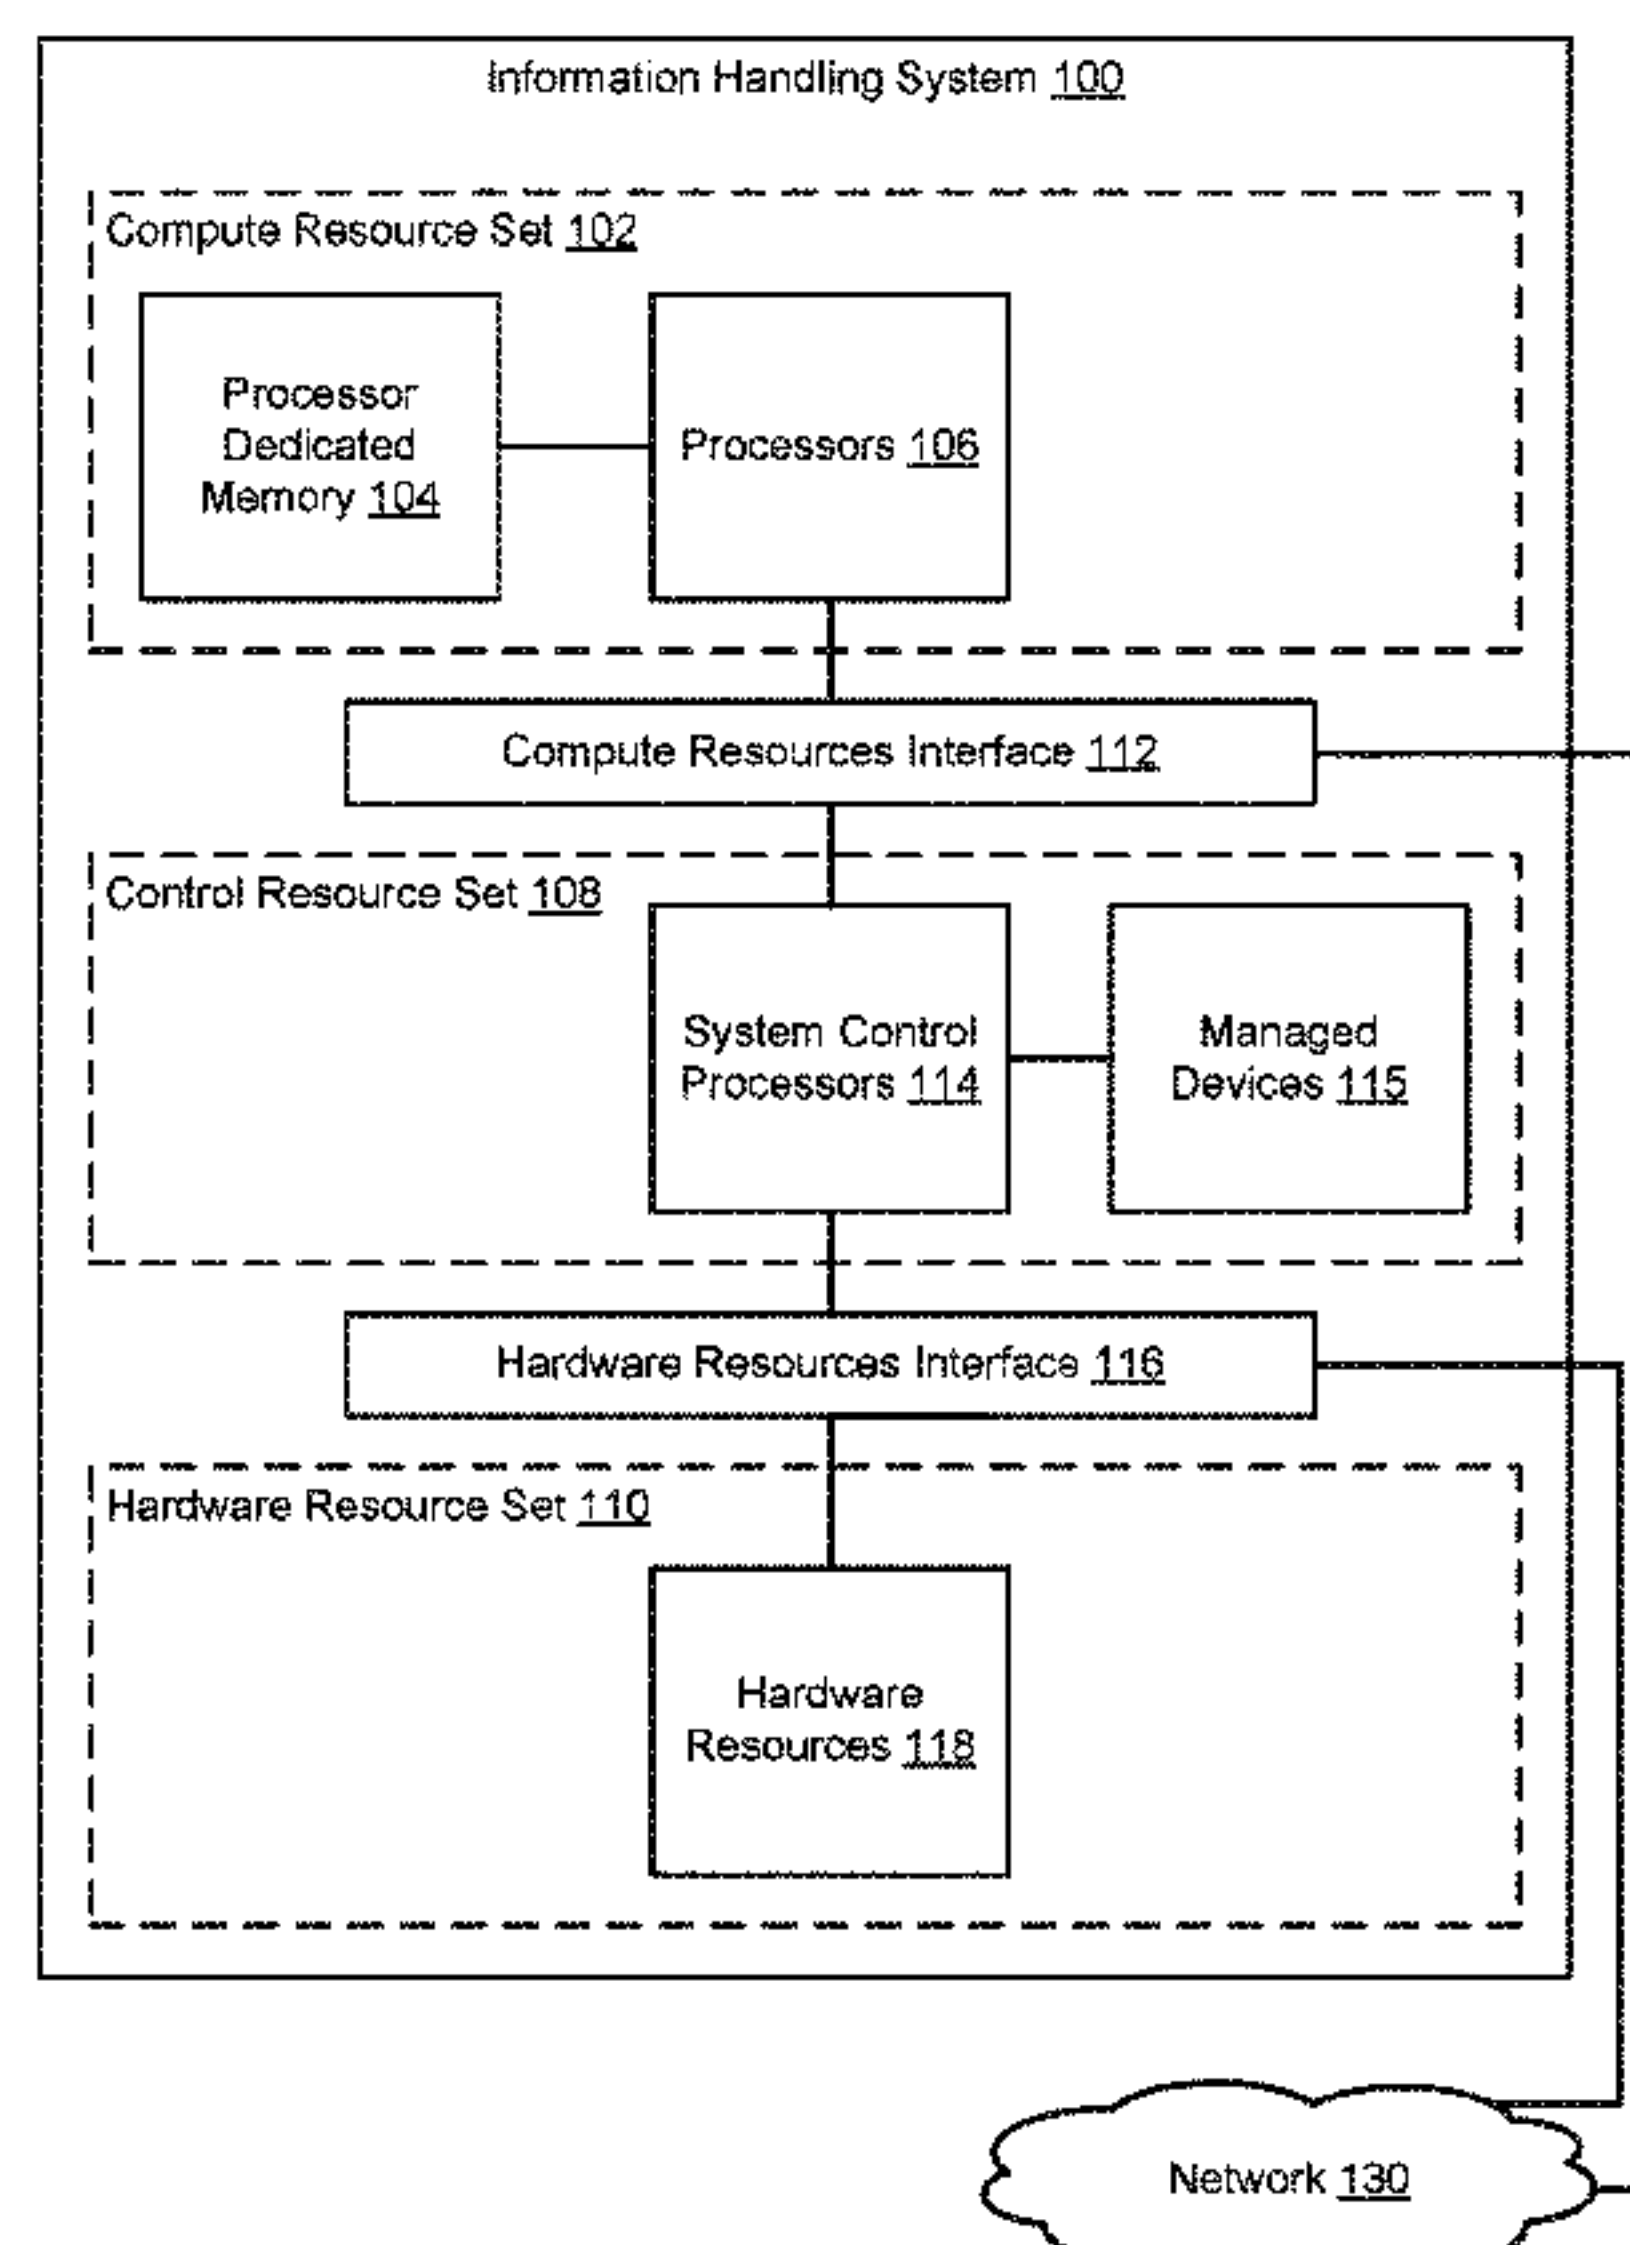 Information Handling System 100
Compute Resource Set 102
Processor
Dedicated
Memory 104
Processors 106
Compute Resources Interface 112
Control Resource Set 108
System Control
Processors 114
Managed
Devices 115
Hardware Resources Interface 116
Hardware Resource Set 110
Hardware
Resources 118
Network 130